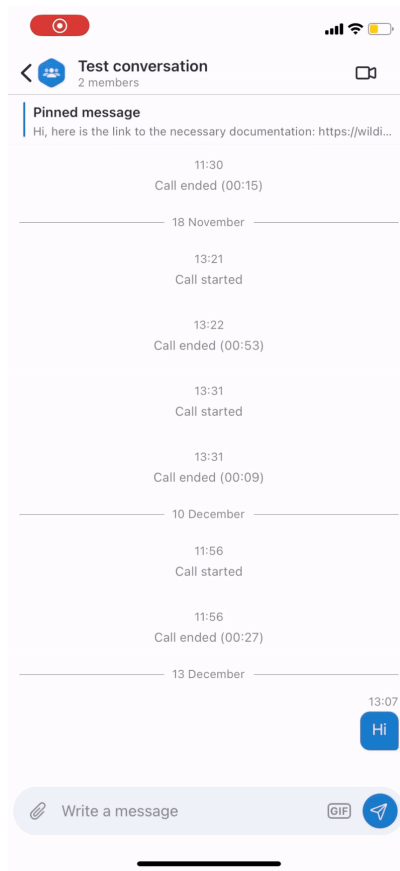 Test conversation
2 members
Pinned message
Hi, here is the link to the necessary documentation: https://wildi...
11:30
Call ended (00:15)
18 November
13:21
Call started
13:22
Call ended (00:53)
13:31
Call started
13:31
Call ended (00:09)
10 December
11:56
Call started
11:56
Call ended (00:27)
13 December
13:07
Hi
Write a message
GIF